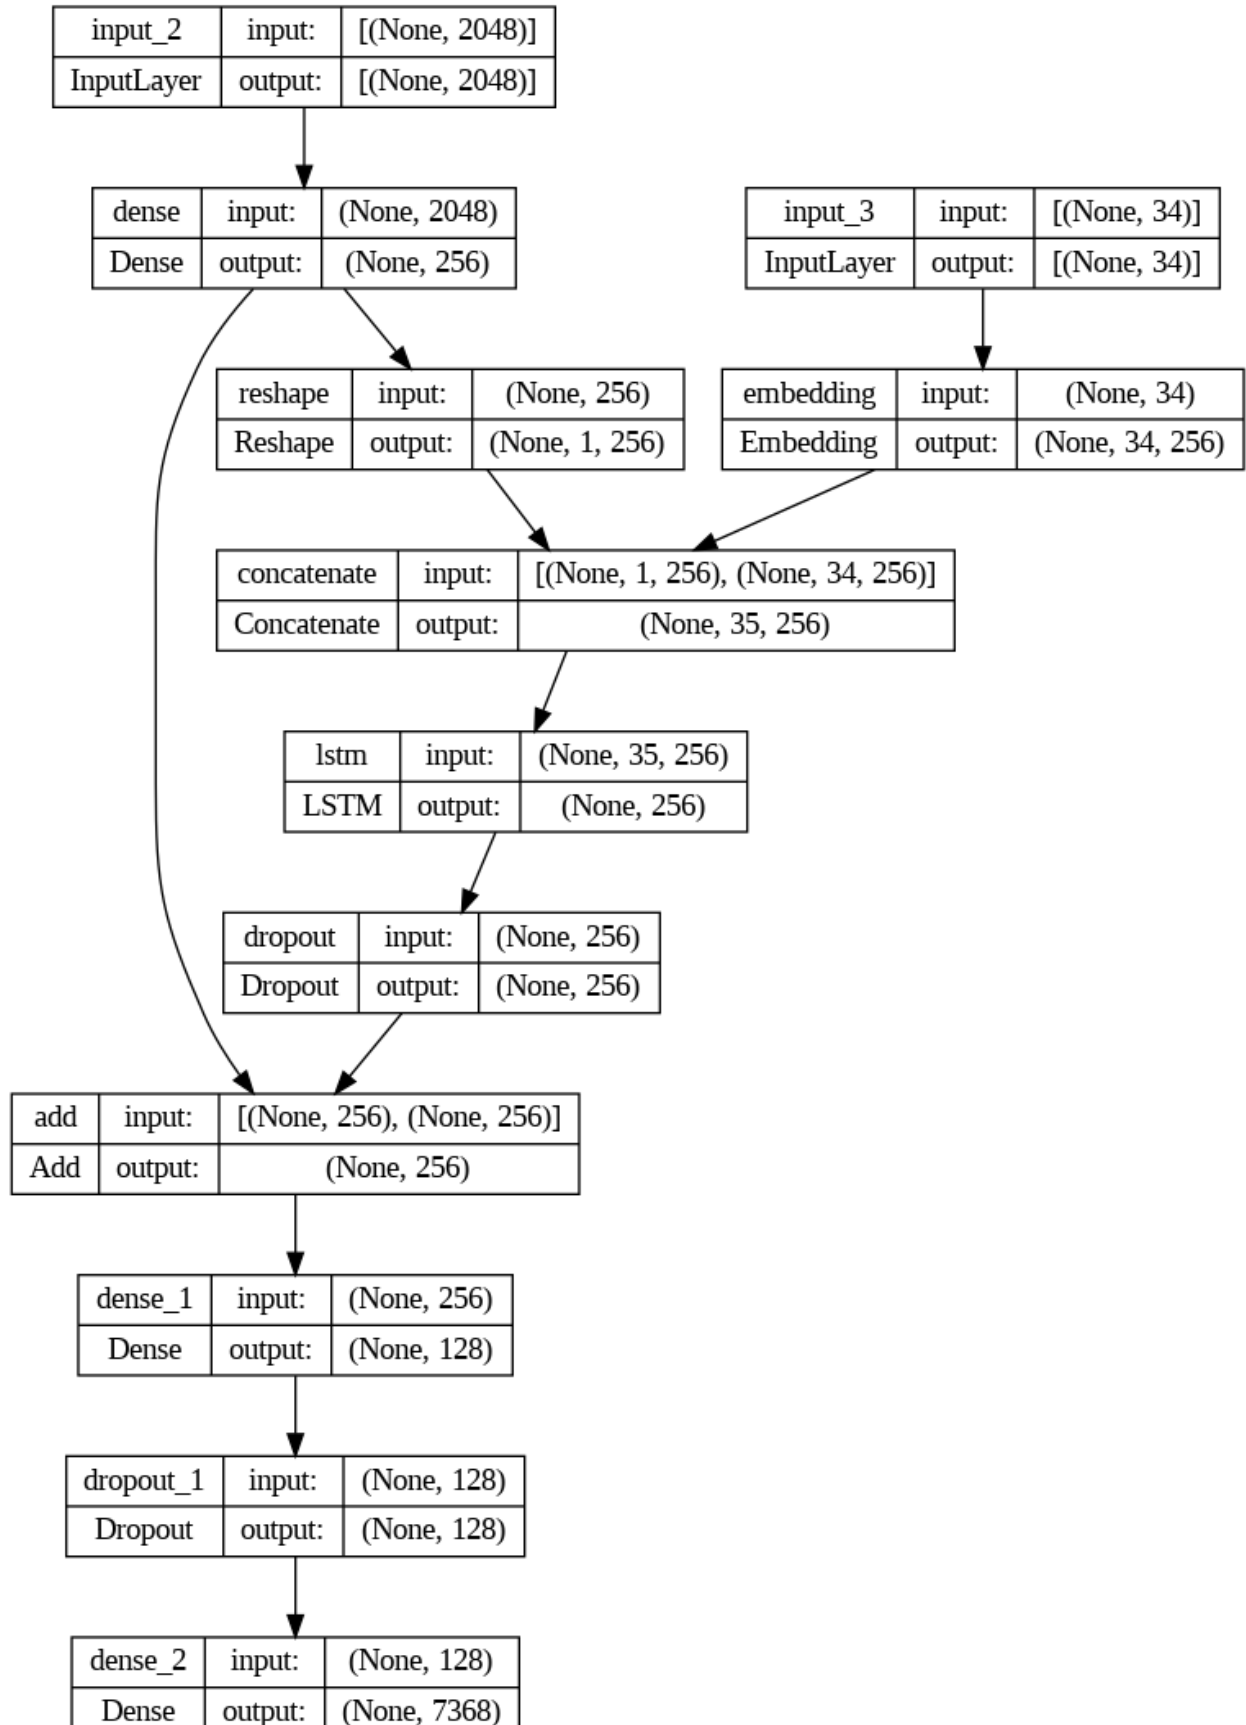 input_2 input: [(None, 2048)]
InputLayer output: [(None, 2048)]
dense input: (None, 2048)
Dense output: (None, 256)
input_3 input: [(None, 34)]
InputLayer output: [(None, 34)]
reshape input: (None, 256)
Reshape output: (None, 1, 256)
embedding input: (None, 34)
Embedding output: (None, 34, 256)
concatenate input: [(None, 1, 256), (None, 34, 256)]
Concatenate output: (None, 35, 256)
lstm input: (None, 35, 256)
LSTM output: (None, 256)
dropout input: (None, 256)
Dropout output: (None, 256)
add input: [(None, 256), (None, 256)]
Add output: (None, 256)
dense_1 input: (None, 256)
Dense output: (None, 128)
dropout_1 input: (None, 128)
Dropout output: (None, 128)
dense_2 input: (None, 128)
Dense output: (None, 7368)